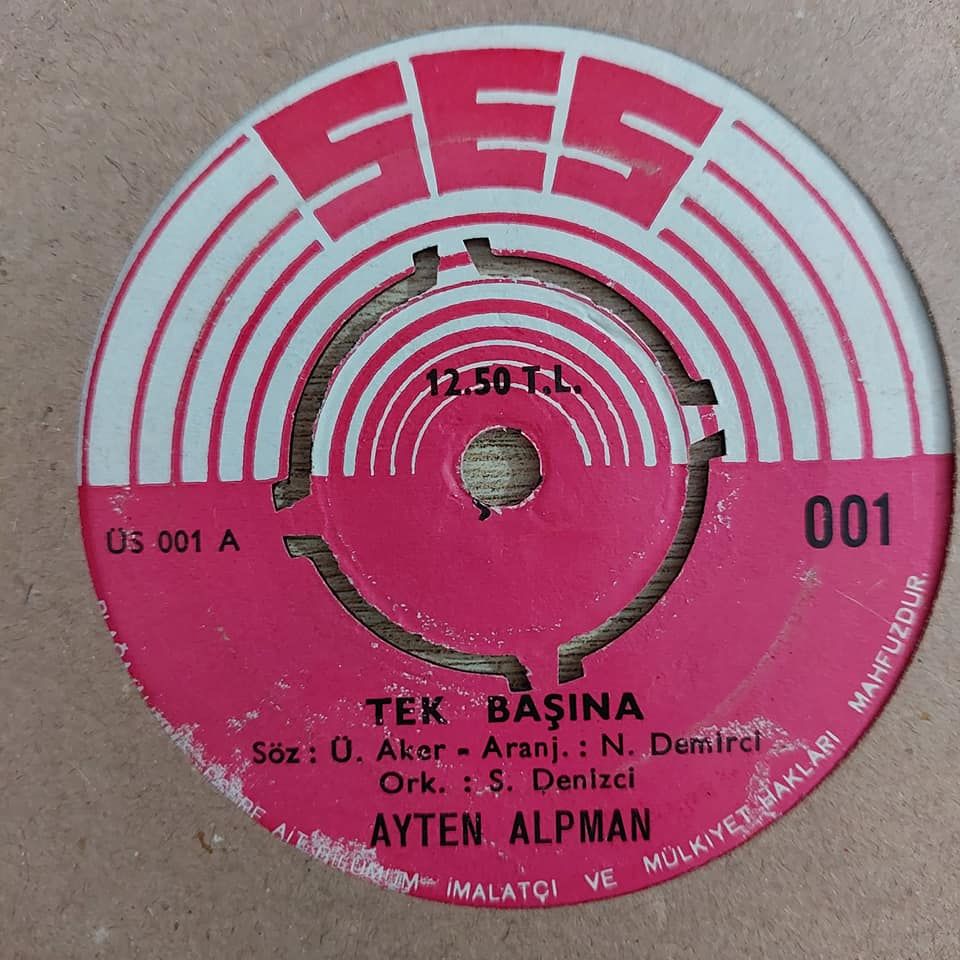 SES
12.50 T.L.
ÜS 001 A
001
TEK BAŞINA
Söz : Ü. Aker - Aranj. : N. Demirci
Ork. : S. Denizci
AYTEN ALPMAN
AİT İMALATÇI VE MÜLKİYET HAKLARI MAHFUZDUR.